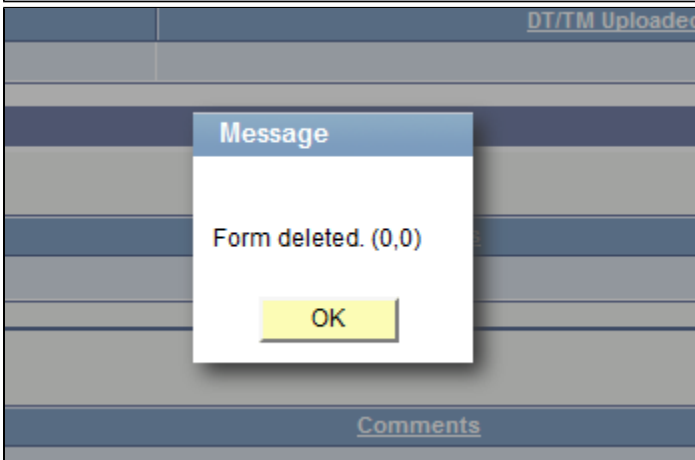 DT/TM Uploaded
Message
Form deleted. (0,0)
OK
Comments